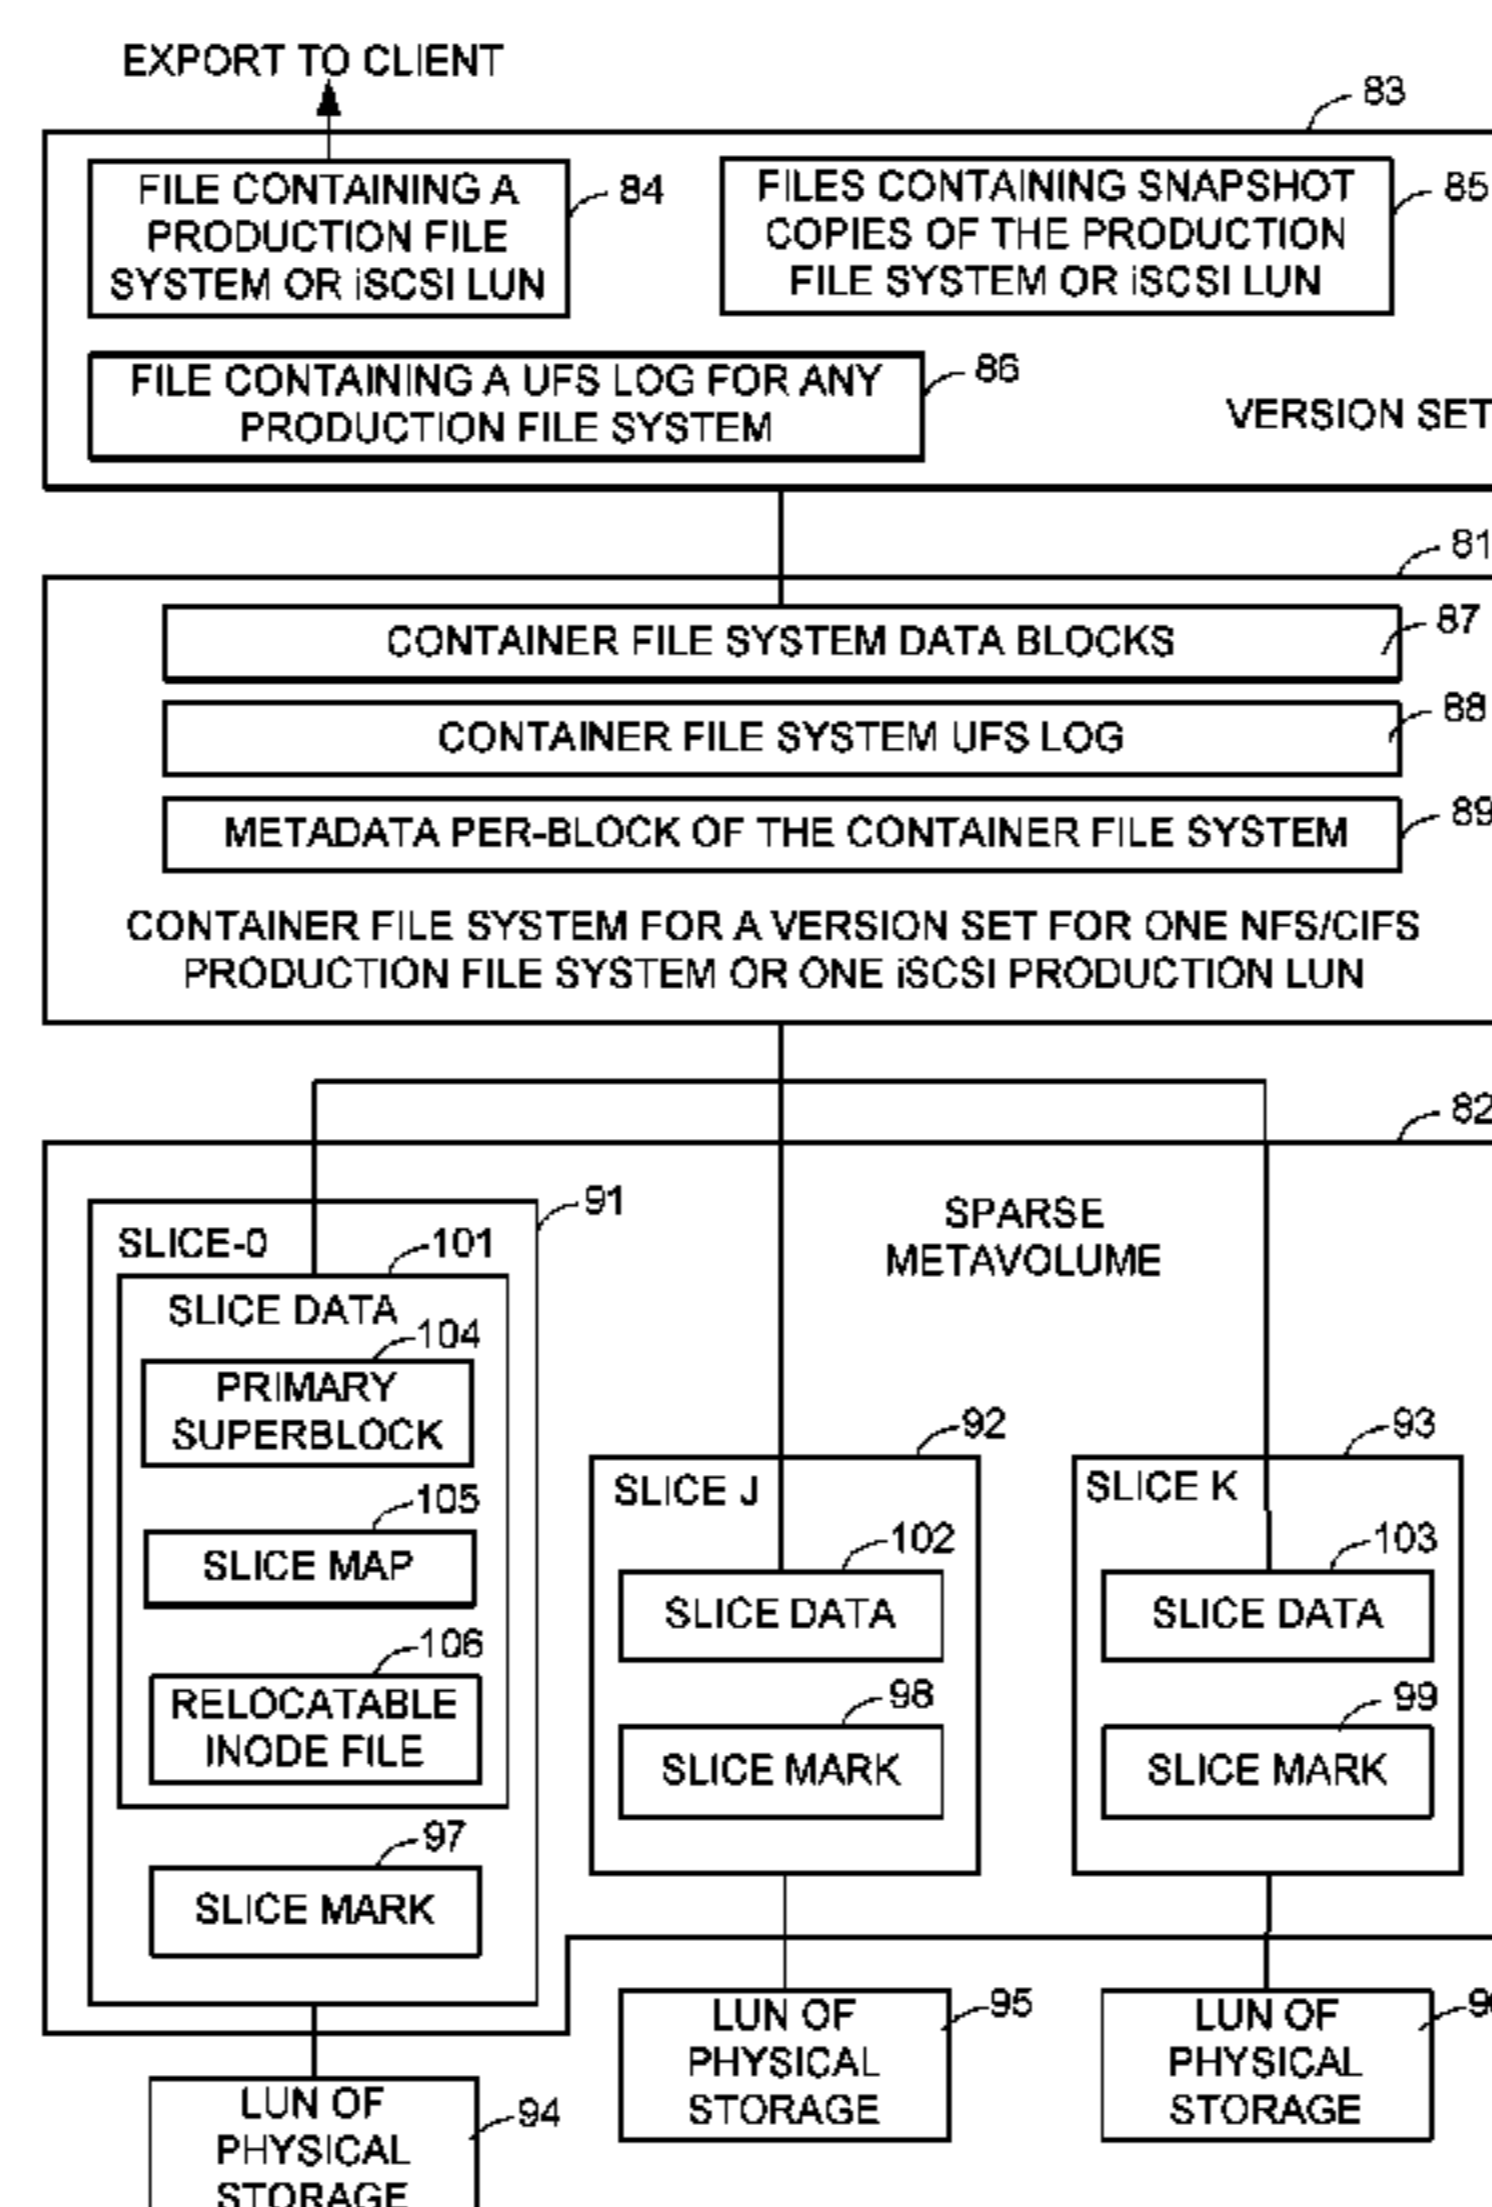 EXPORT TO CLIENT
83
FILE CONTAINING A
PRODUCTION FILE
SYSTEM OR iSCSI LUN
84
FILES CONTAINING SNAPSHOT
COPIES OF THE PRODUCTION
FILE SYSTEM OR iSCSI LUN
85
FILE CONTAINING A UFS LOG FOR ANY
PRODUCTION FILE SYSTEM
86
VERSION SET
81
CONTAINER FILE SYSTEM DATA BLOCKS
87
CONTAINER FILE SYSTEM UFS LOG
88
METADATA PER-BLOCK OF THE CONTAINER FILE SYSTEM
89
CONTAINER FILE SYSTEM FOR A VERSION SET FOR ONE NFS/CIFS
PRODUCTION FILE SYSTEM OR ONE iSCSI PRODUCTION LUN
82
SPARSE
METAVOLUME
91
SLICE-0
101
SLICE DATA
104
PRIMARY
SUPERBLOCK
105
SLICE MAP
106
RELOCATABLE
INODE FILE
97
SLICE MARK
92
SLICE J
102
SLICE DATA
98
SLICE MARK
93
SLICE K
103
SLICE DATA
99
SLICE MARK
LUN OF
PHYSICAL
STORAGE
94
LUN OF
PHYSICAL
STORAGE
95
LUN OF
PHYSICAL
STORAGE